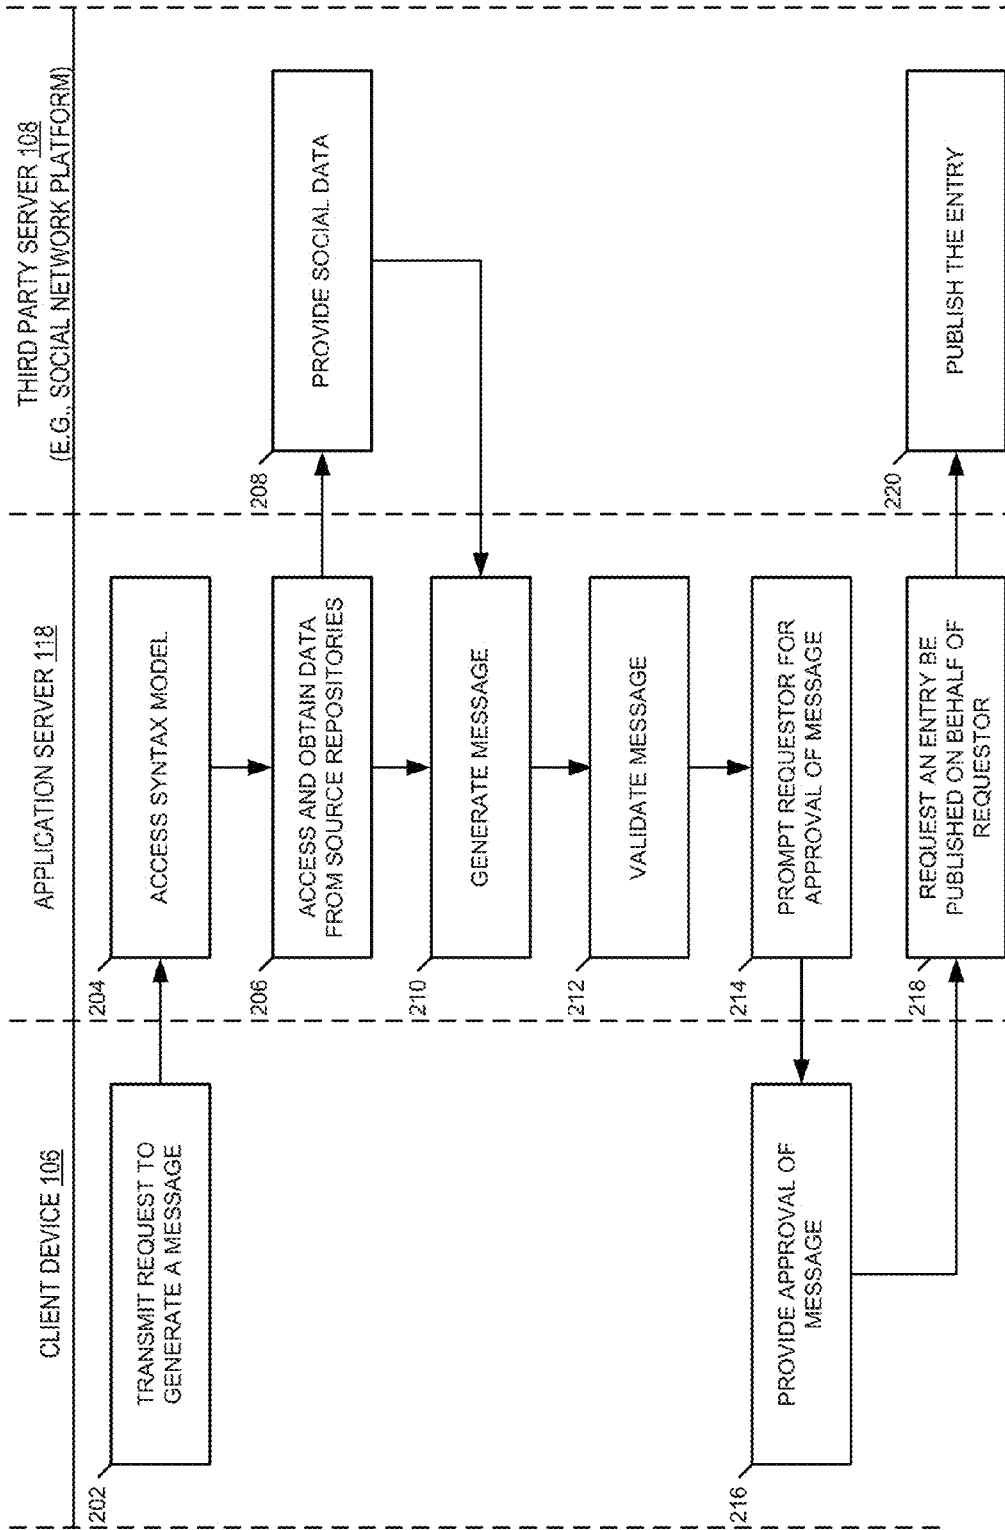 CLIENT DEVICE 106
APPLICATION SERVER 118
THIRD PARTY SERVER 108
(E.G., SOCIAL NETWORK PLATFORM)
202
TRANSMIT REQUEST TO
GENERATE A MESSAGE
204
ACCESS SYNTAX MODEL
206
ACCESS AND OBTAIN DATA
FROM SOURCE REPOSITORIES
208
PROVIDE SOCIAL DATA
210
GENERATE MESSAGE
212
VALIDATE MESSAGE
214
PROMPT REQUESTOR FOR
APPROVAL OF MESSAGE
216
PROVIDE APPROVAL OF
MESSAGE
218
REQUEST AN ENTRY BE
PUBLISHED ON BEHALF OF
REQUESTOR
220
PUBLISH THE ENTRY